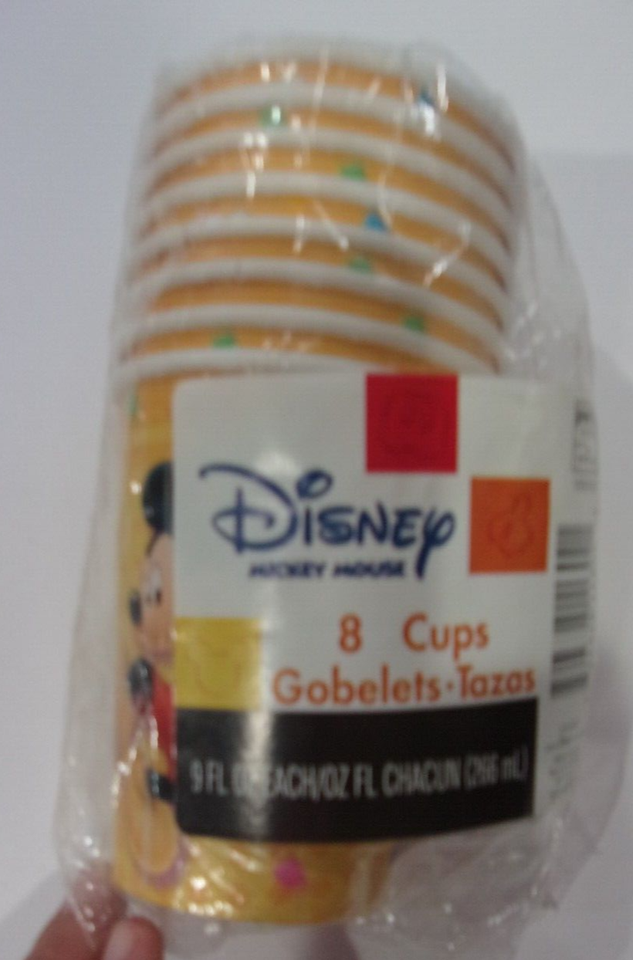 Disney
MICKEY MOUSE
8 Cups
Gobelets • Tazas
9 FL OZ EACH/OZ FL CHACUN (266 mL)